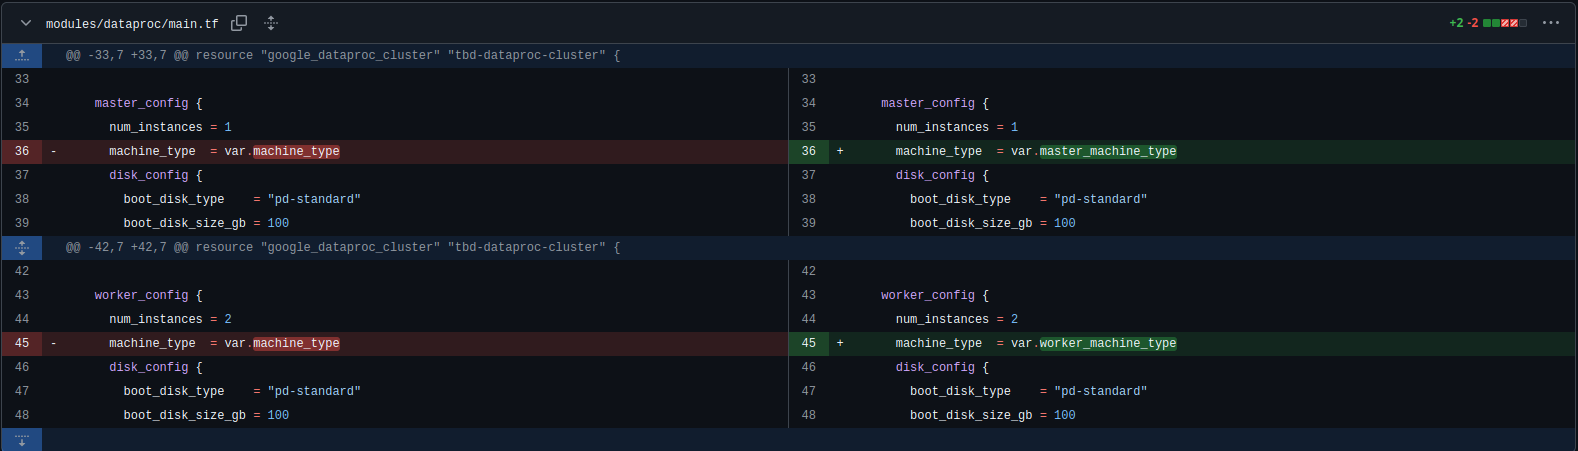 modules/dataproc/main.tf +2 -2
@@ -33,7 +33,7 @@ resource "google_dataproc_cluster" "tbd-dataproc-cluster" {
33 33
34 master_config { 34 master_config {
35 num_instances = 1 35 num_instances = 1
36 - machine_type  = var.machine_type 36 + machine_type  = var.master_machine_type
37 disk_config { 37 disk_config {
38 boot_disk_type    = "pd-standard" 38 boot_disk_type    = "pd-standard"
39 boot_disk_size_gb = 100 39 boot_disk_size_gb = 100
@@ -42,7 +42,7 @@ resource "google_dataproc_cluster" "tbd-dataproc-cluster" {
42 42
43 worker_config { 43 worker_config {
44 num_instances = 2 44 num_instances = 2
45 - machine_type  = var.machine_type 45 + machine_type  = var.worker_machine_type
46 disk_config { 46 disk_config {
47 boot_disk_type    = "pd-standard" 47 boot_disk_type    = "pd-standard"
48 boot_disk_size_gb = 100 48 boot_disk_size_gb = 100